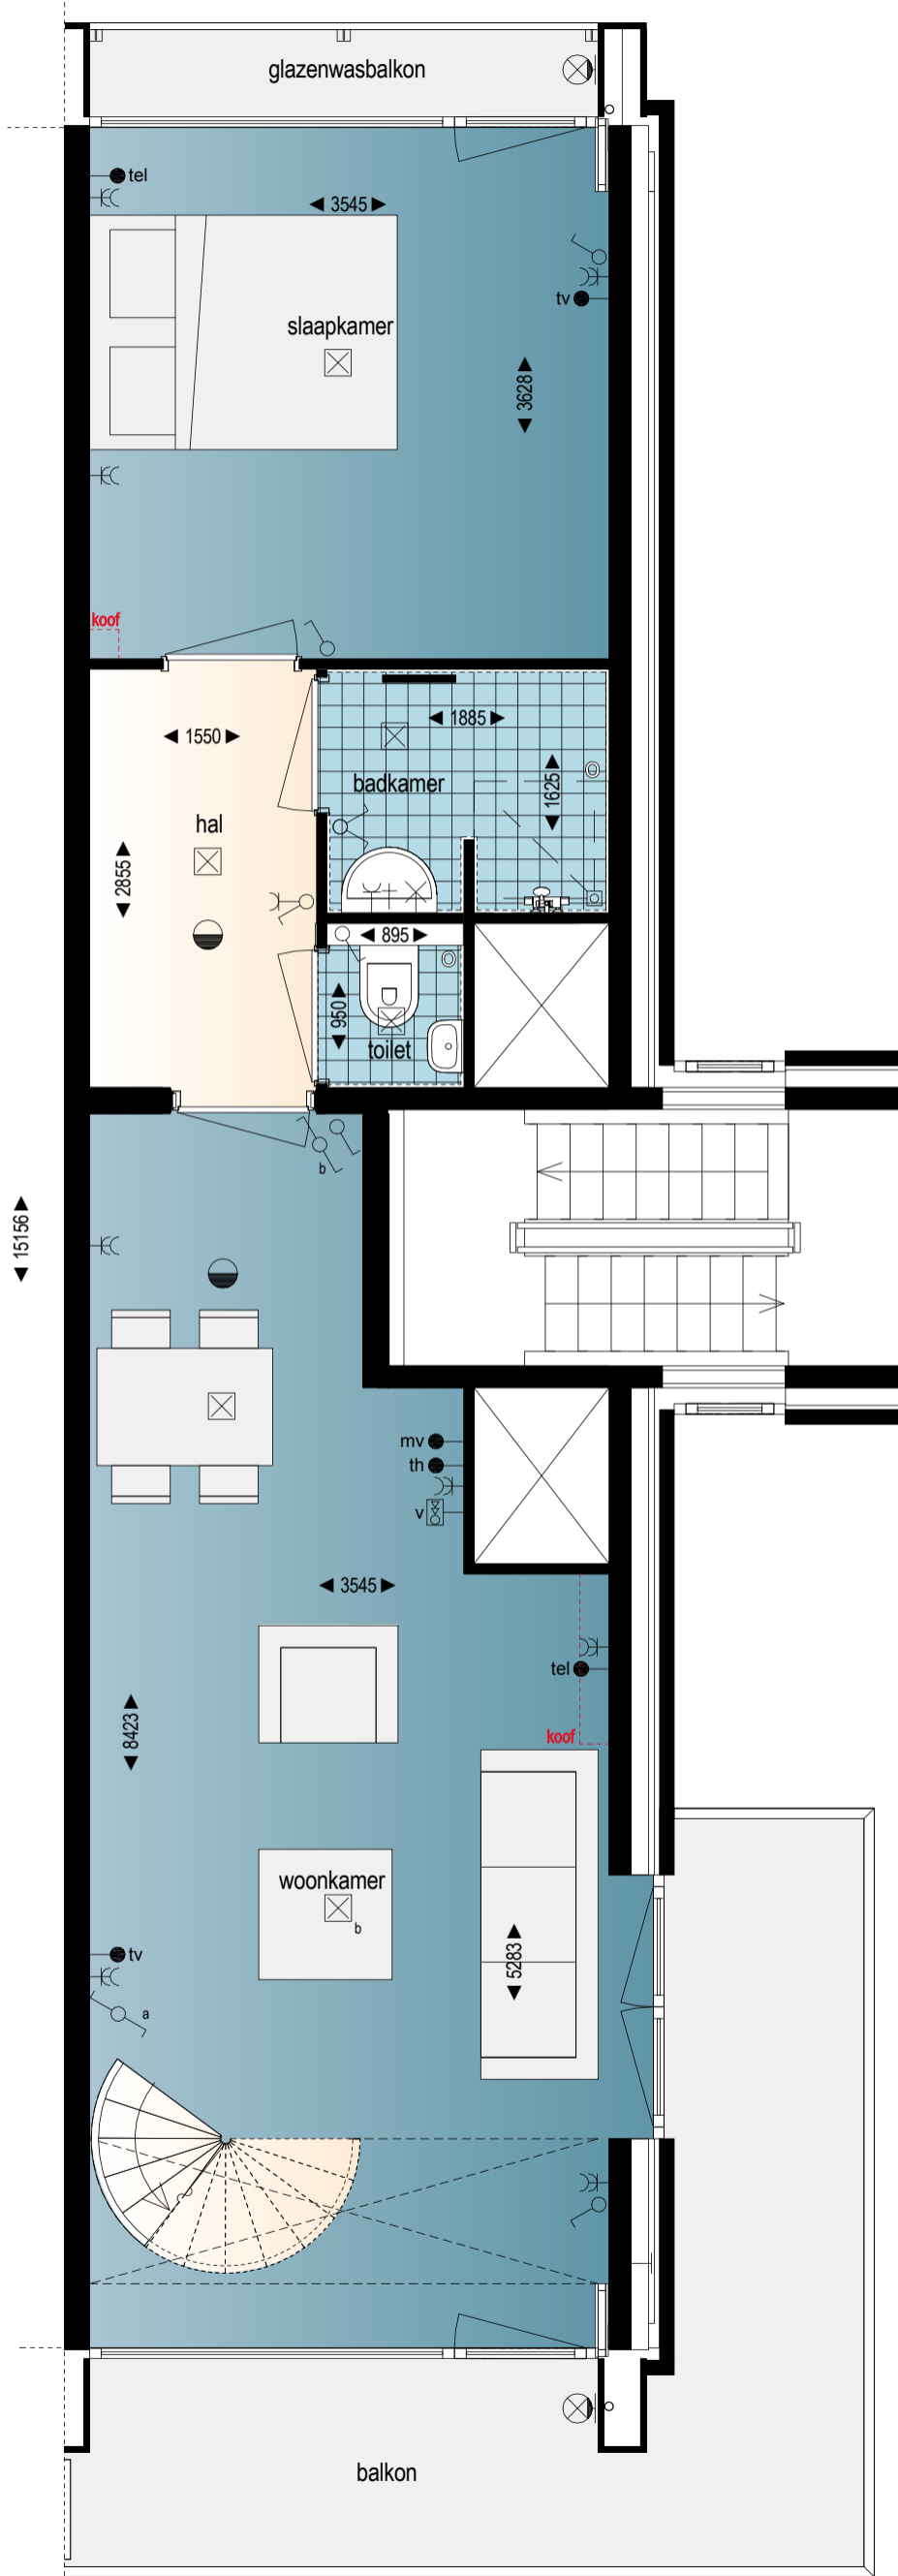 glazenwasbalkon
tel
3545
tv
slaapkamer
3628
koof
1550
1885
badkamer
1625
hal
2855
895
950
toilet
b
15156
mv
th
v
3545
tel
8423
koof
woonkamer
b
5283
tv
a
balkon